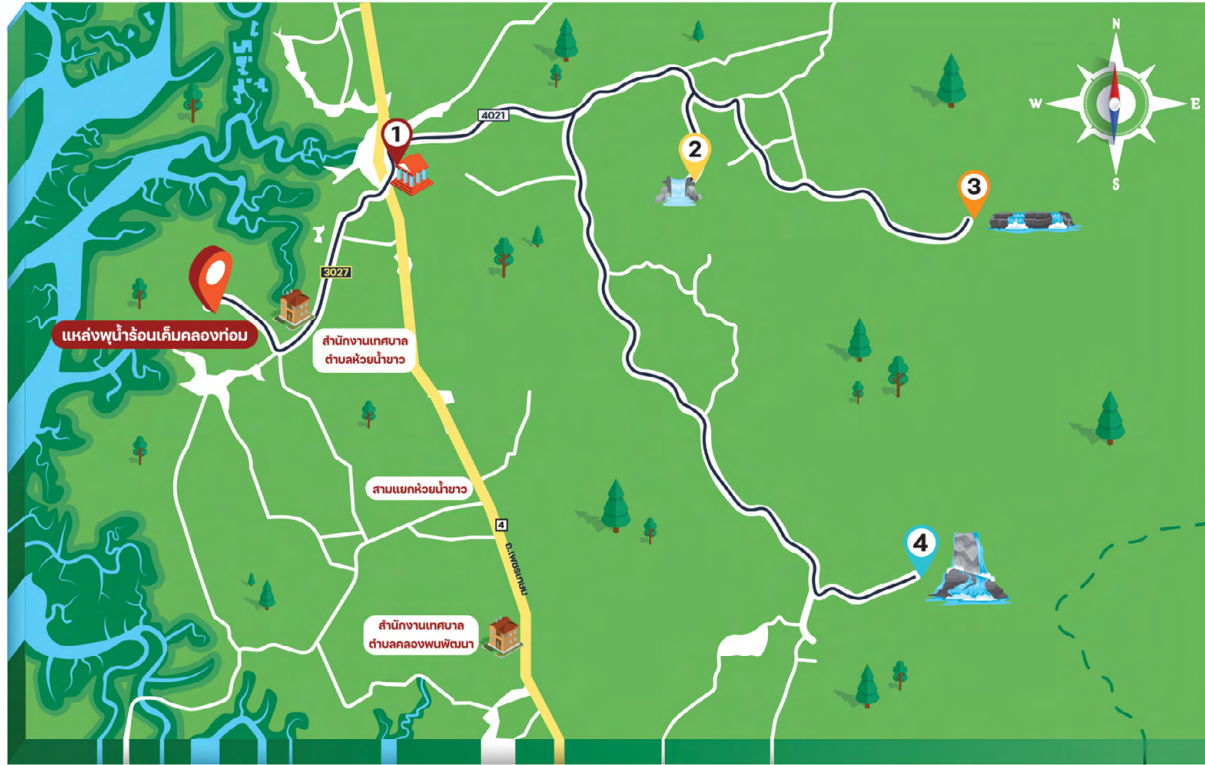 N
W
E
S
1
4021
2
3
3027
แหล่งพุน้ำร้อนเค็มคลองท่อม
สำนักงานเทศบาล
ตำบลห้วยน้ำขาว
สามแยกห้วยน้ำขาว
4
ถ.เพชรเกษม
4
สำนักงานเทศบาล
ตำบลคลองพนพัฒนา